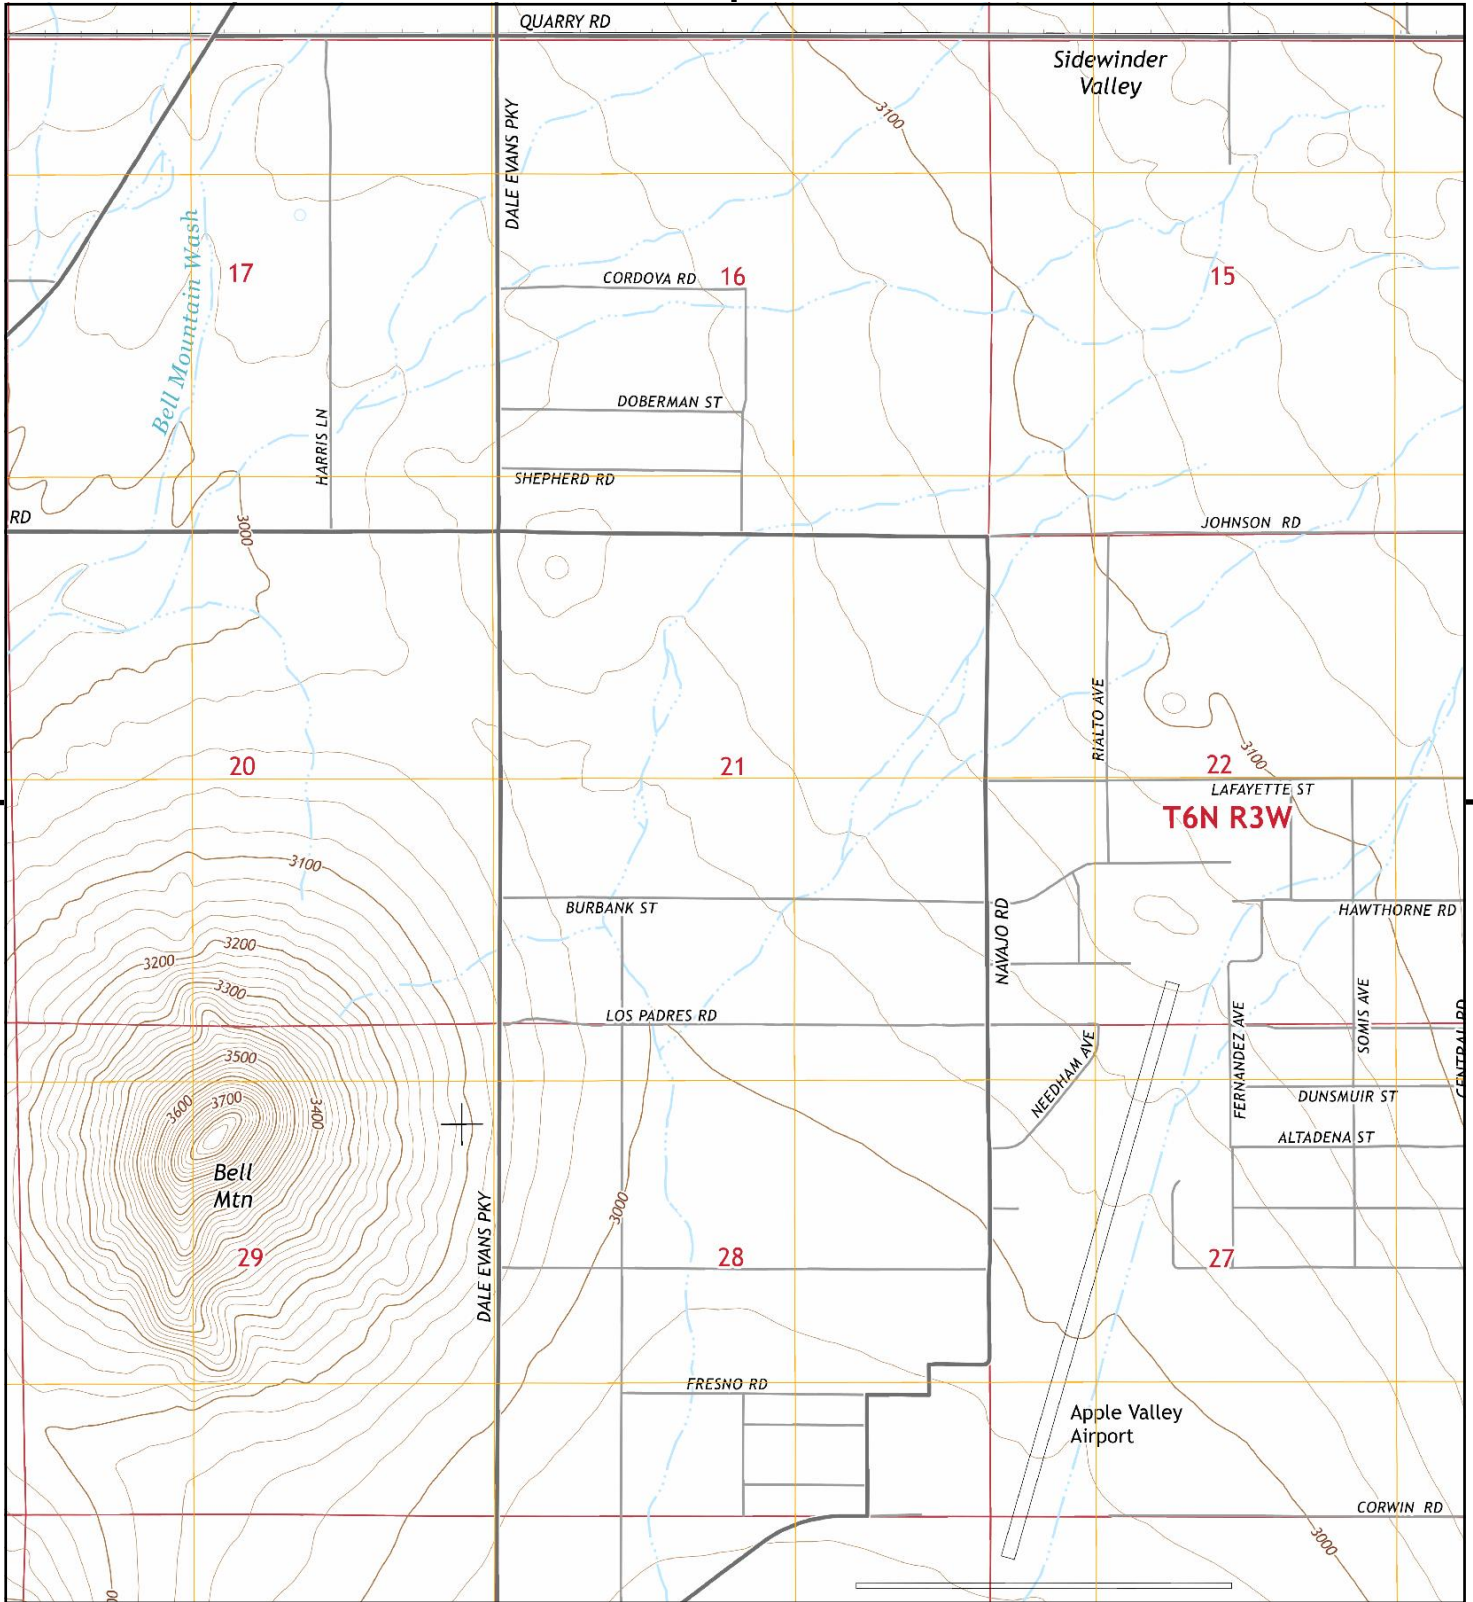 QUARRY RD
Sidewinder
Valley
DALE EVANS PKY
3100
Bell Mountain Wash
17
CORDOVA RD
16
15
HARRIS LN
DOBERMAN ST
SHEPHERD RD
RD
3000
JOHNSON RD
RIALTO AVE
3100
20
21
22
LAFAYETTE ST
T6N R3W
3100
BURBANK ST
NAVAJO RD
HAWTHORNE RD
3200
3200
3300
LOS PADRES RD
NEEDHAM AVE
FERNANDEZ AVE
SOMIS AVE
CENTRAL RD
3500
3600
3700
3400
DUNSMUIR ST
ALTADENA ST
Bell
Mtn
DALE EVANS PKY
3000
29
28
27
FRESNO RD
Apple Valley
Airport
CORWIN RD
3000